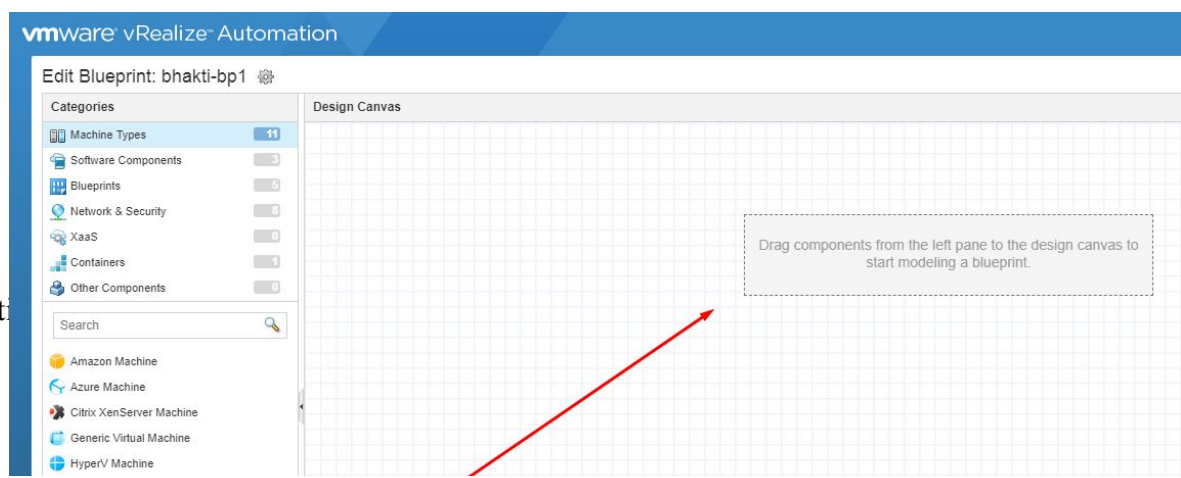 vmware vRealize™ Automation
Edit Blueprint: bhakti-bp1
Categories
Design Canvas
Machine Types 11
Software Components 3
Blueprints 5
Network & Security 8
XaaS 0
Containers 1
Other Components 0
Search
Amazon Machine
Azure Machine
Citrix XenServer Machine
Generic Virtual Machine
HyperV Machine
Drag components from the left pane to the design canvas to
start modeling a blueprint.